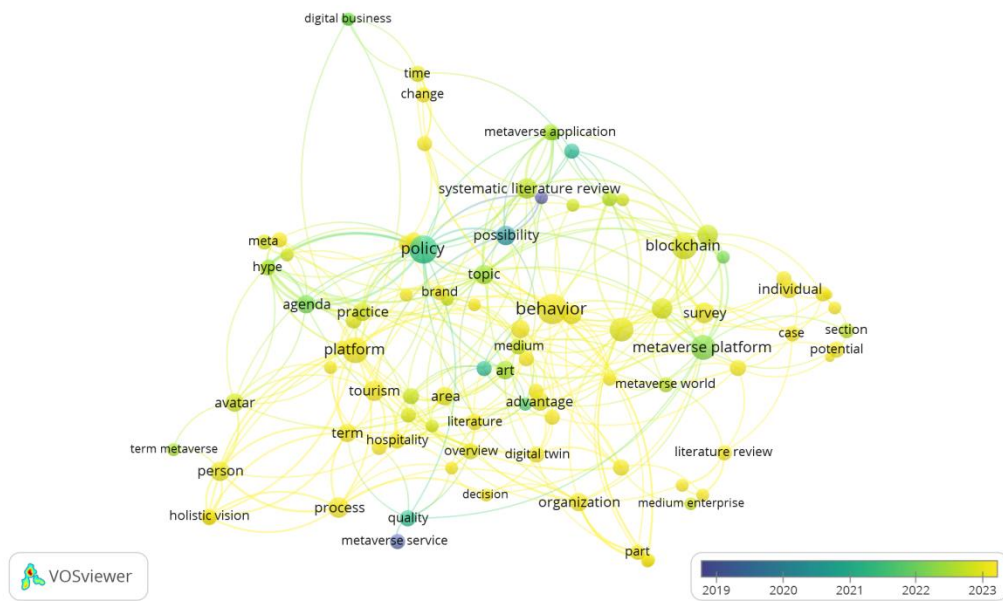 digital business
time
change
metaverse application
systematic literature review
possibility
policy
blockchain
meta
hype
topic
individual
agenda
practice
brand
behavior
survey
section
case
potential
platform
medium
metaverse platform
art
metaverse world
tourism
area
advantage
avatar
literature
term
hospitality
term metaverse
overview
digital twin
literature review
person
decision
process
organization
medium enterprise
holistic vision
quality
metaverse service
part
VOSviewer
2019 2020 2021 2022 2023